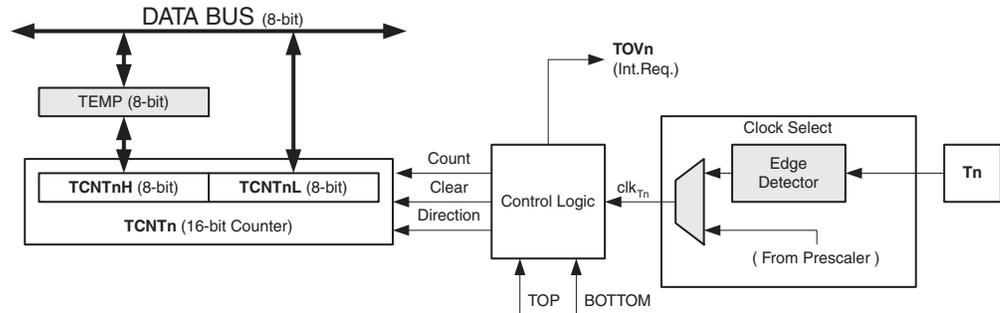 DATA BUS (8-bit)
TOVn
(Int.Req.)
TEMP (8-bit)
Clock Select
Count
Edge
Detector
Tn
TCNTnH (8-bit) TCNTnL (8-bit)
Clear
Control Logic
clkTn
Direction
TCNTn (16-bit Counter)
( From Prescaler )
TOP BOTTOM